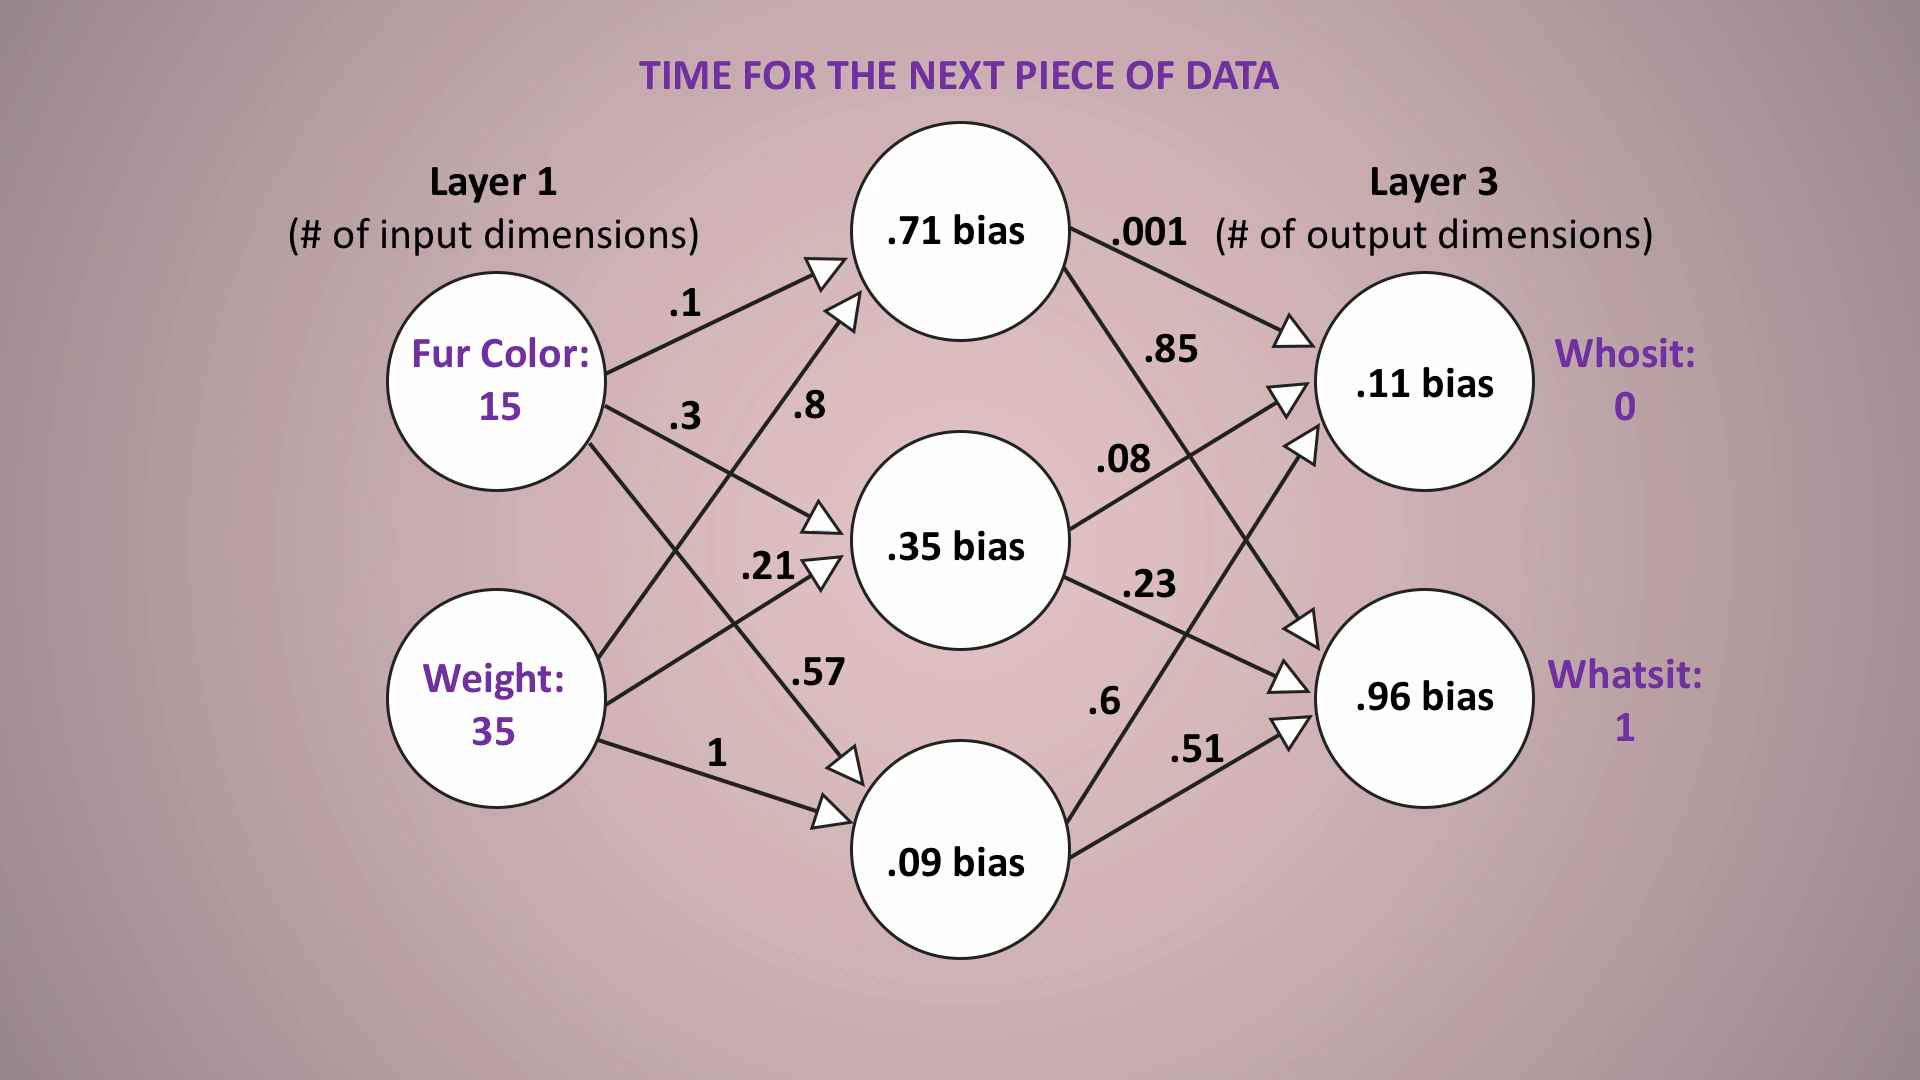 TIME FOR THE NEXT PIECE OF DATA
Layer 1
(# of input dimensions)
Layer 3
(# of output dimensions)
Fur Color:
15
Weight:
35
.1
.3
.8
.21
.57
1
.71 bias
.35 bias
.09 bias
.001
.85
.08
.23
.6
.51
.11 bias
.96 bias
Whosit:
0
Whatsit:
1